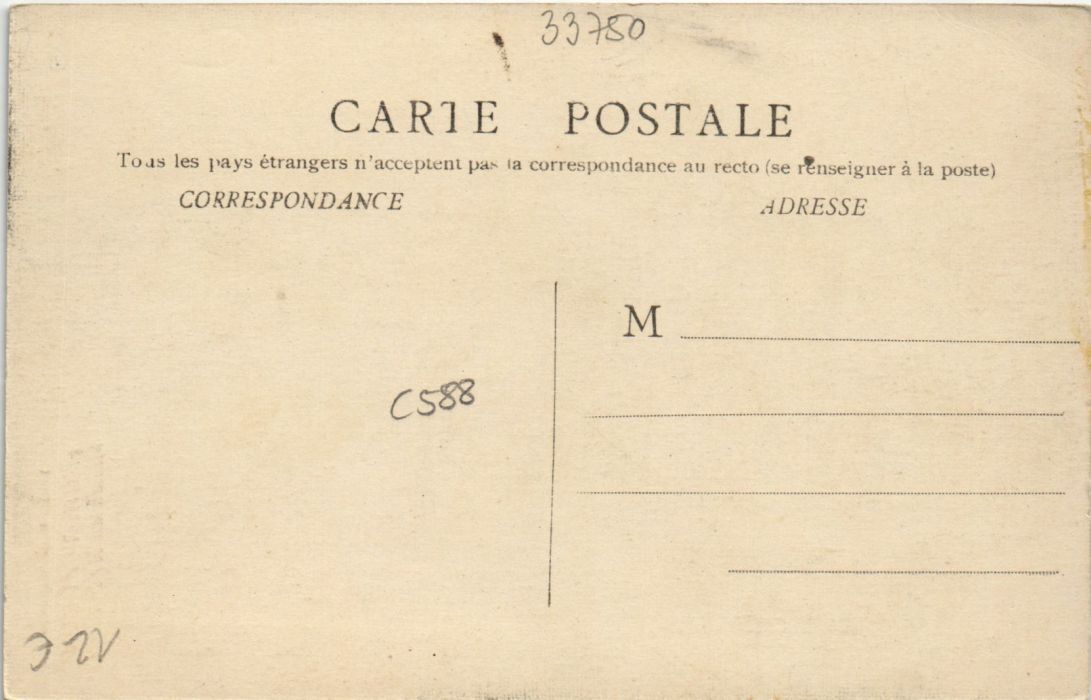 33750
CARTE POSTALE
Tous les pays étrangers n'acceptent pas la correspondance au recto (se renseigner à la poste)
CORRESPONDANCE
ADRESSE
M
C588